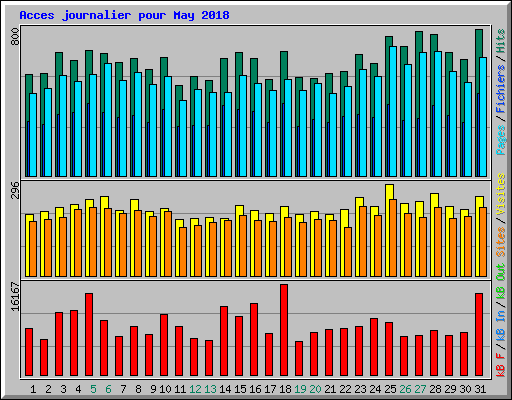 Acces journalier pour May 2018
800
Pages / Fichiers / Hits
296
Sites / Visites
16167
kB F / kB In / kB Out
1 2 3 4 5 6 7 8 9 10 11 12 13 14 15 16 17 18 19 20 21 22 23 24 25 26 27 28 29 30 31